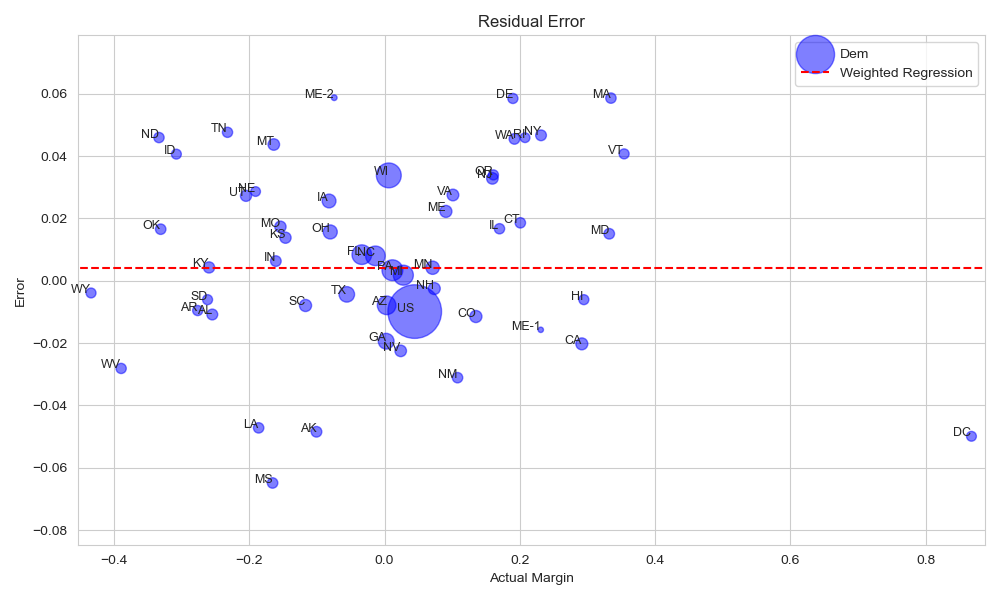 Residual Error
Dem
Weighted Regression
Error
0.06
0.04
0.02
0.00
−0.02
−0.04
−0.06
−0.08
ME-2
DE
MA
ND
TN
MT
ID
WA
RI
NY
VT
WI
OR
UT
NE
IA
VA
ME
OK
MO
KS
OH
IL
CT
MD
FL
NC
IN
KY
PA
MI
MN
NH
WY
SD
AR
AL
SC
TX
AZ
US
CO
HI
ME-1
CA
GA
NV
WV
NM
LA
AK
DC
MS
−0.4
−0.2
0.0
0.2
0.4
0.6
0.8
Actual Margin